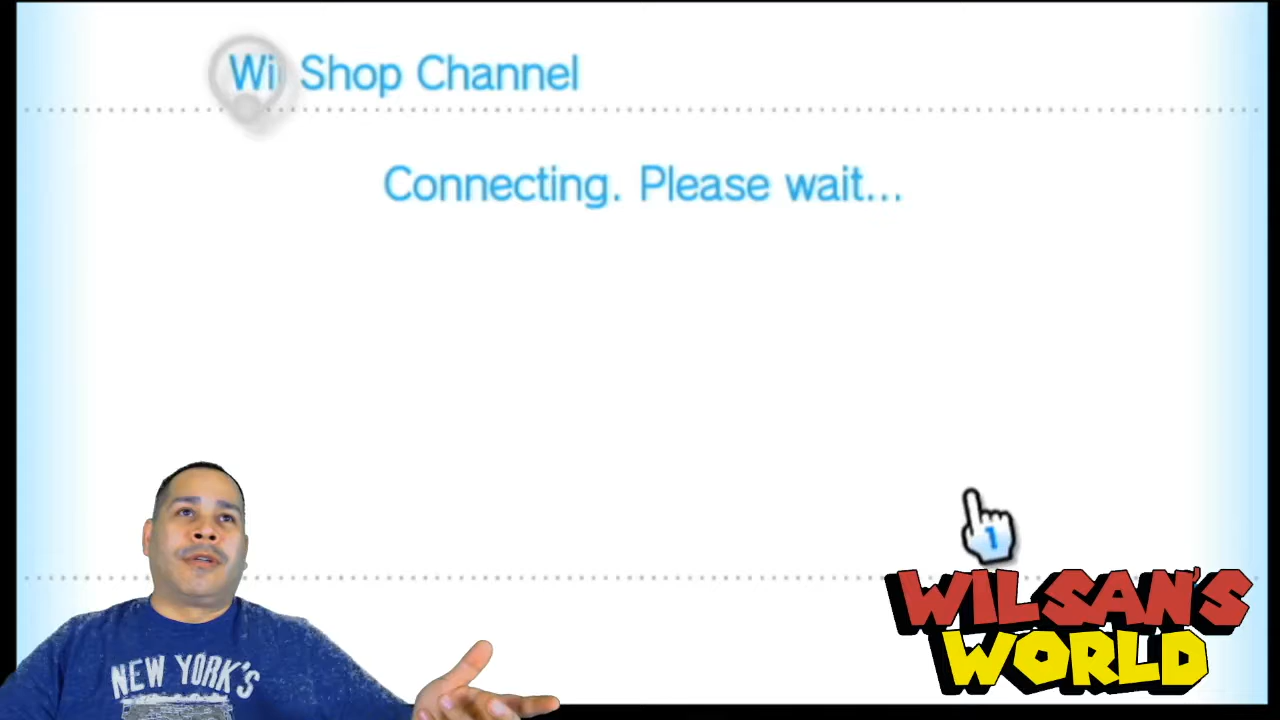 Wii Shop Channel
Connecting. Please wait...
1
WILSAN'S
WORLD
NEW YORK'S